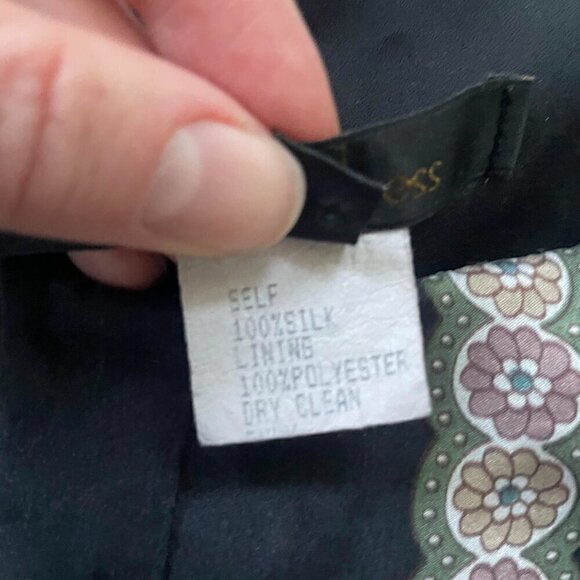 SELF
100%SILK
LINING
100%POLYESTER
DRY CLEAN